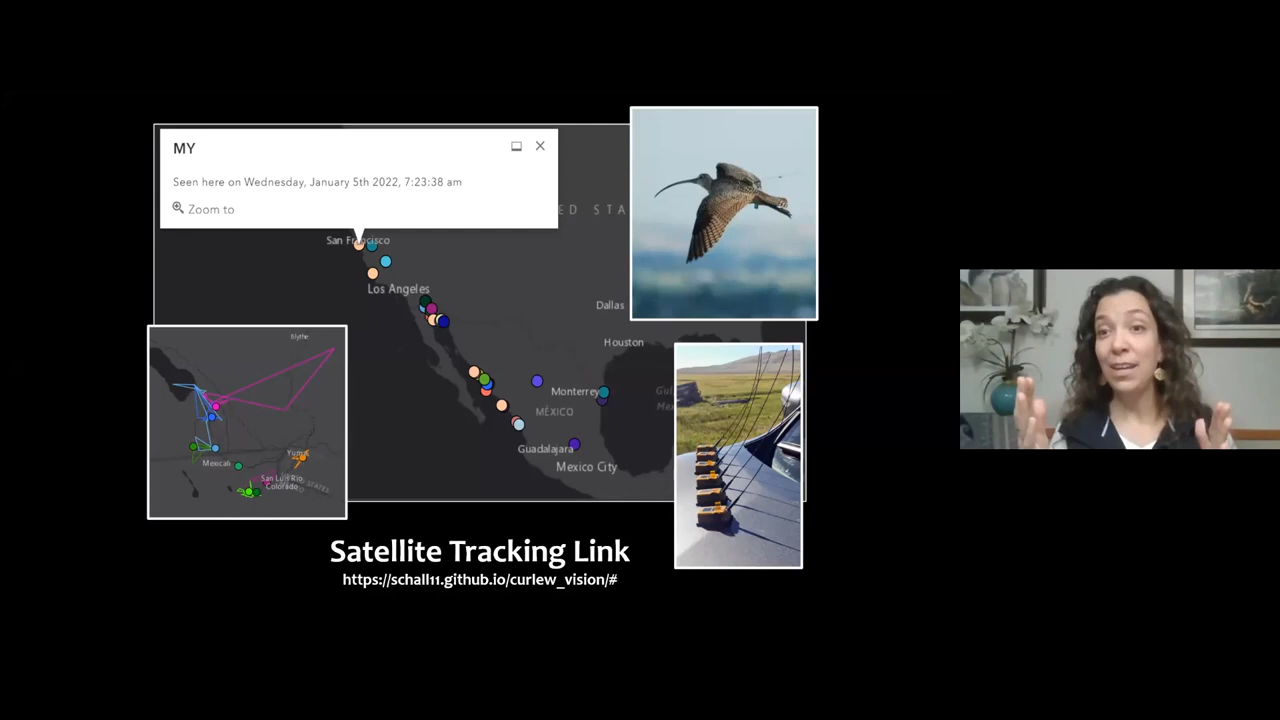 MY
Seen here on Wednesday, January 5th 2022, 7:23:38 am
Zoom to
ED STA
San Francisco
Los Angeles
Dallas
Houston
Monterrey
MÉXICO
Guadalajara
Mexico City
Blythe
Mexicali
Yuma
San Luis Río
Colorado
STATES
Satellite Tracking Link
https://schall11.github.io/curlew_vision/#